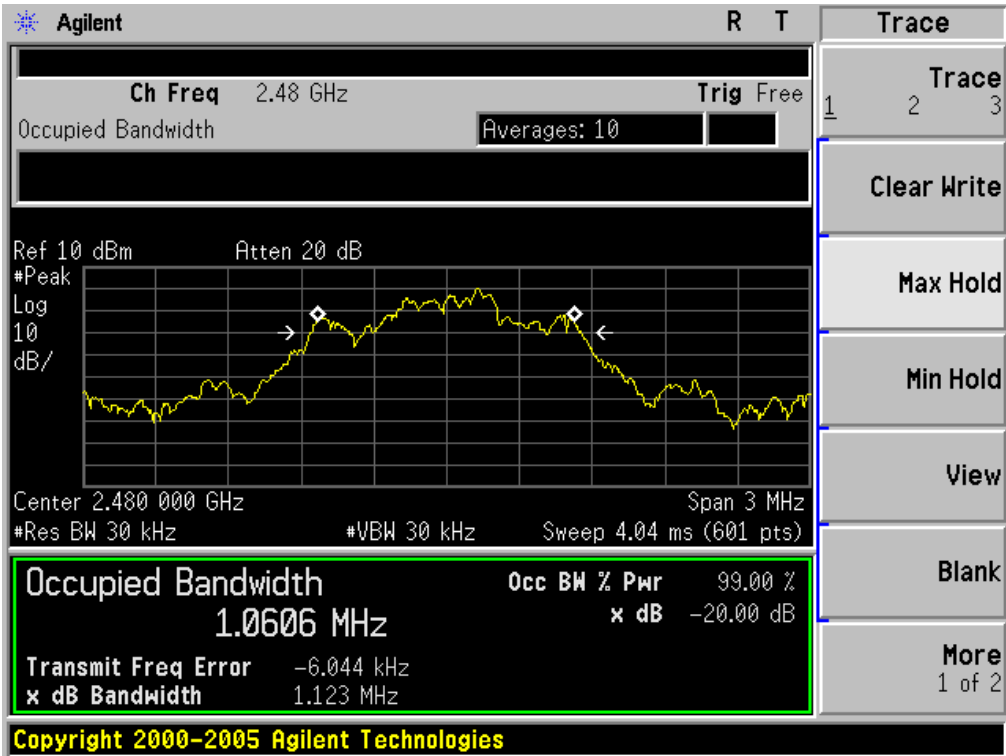 Agilent R T
Ch Freq 2.48 GHz Trig Free
Occupied Bandwidth Averages: 10
Ref 10 dBm Atten 20 dB
#Peak
Log
10
dB/
Center 2.480 000 GHz Span 3 MHz
#Res BW 30 kHz #VBW 30 kHz Sweep 4.04 ms (601 pts)
Occupied Bandwidth Occ BW % Pwr 99.00 %
1.0606 MHz x dB -20.00 dB
Transmit Freq Error -6.044 kHz
x dB Bandwidth 1.123 MHz
Copyright 2000-2005 Agilent Technologies
Trace
Trace
1 2 3
Clear Write
Max Hold
Min Hold
View
Blank
More
1 of 2